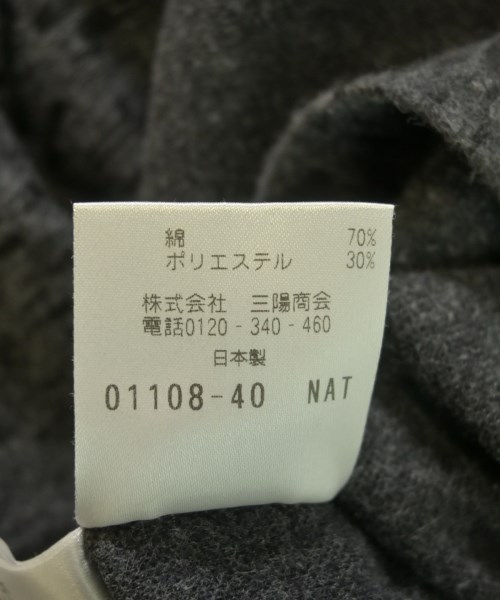 綿 70%
ポリエステル 30%
株式会社 三陽商会
電話0120-340-460
日本製
01108-40 NAT